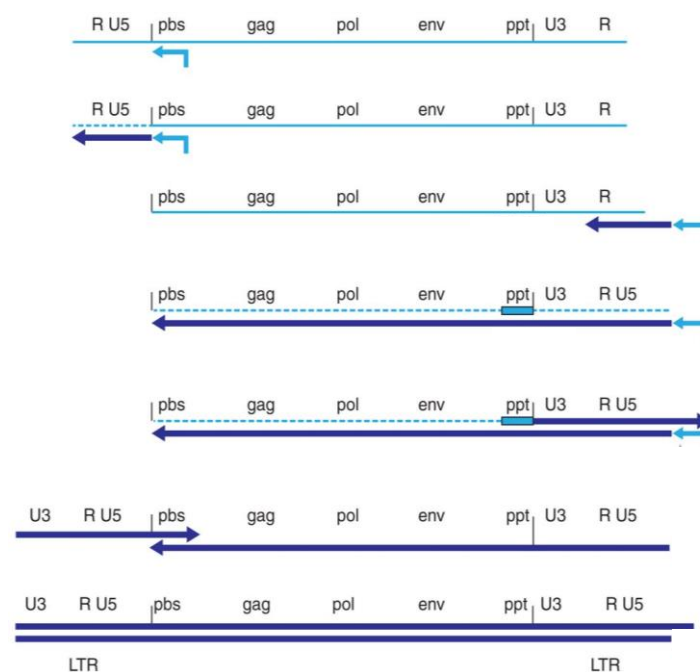 R U5 pbs gag pol env ppt U3 R
R U5 pbs gag pol env ppt U3 R
pbs gag pol env ppt U3 R
pbs gag pol env ppt U3 R U5
pbs gag pol env ppt U3 R U5
U3 R U5 pbs gag pol env ppt U3 R U5
U3 R U5 pbs gag pol env ppt U3 R U5
LTR LTR